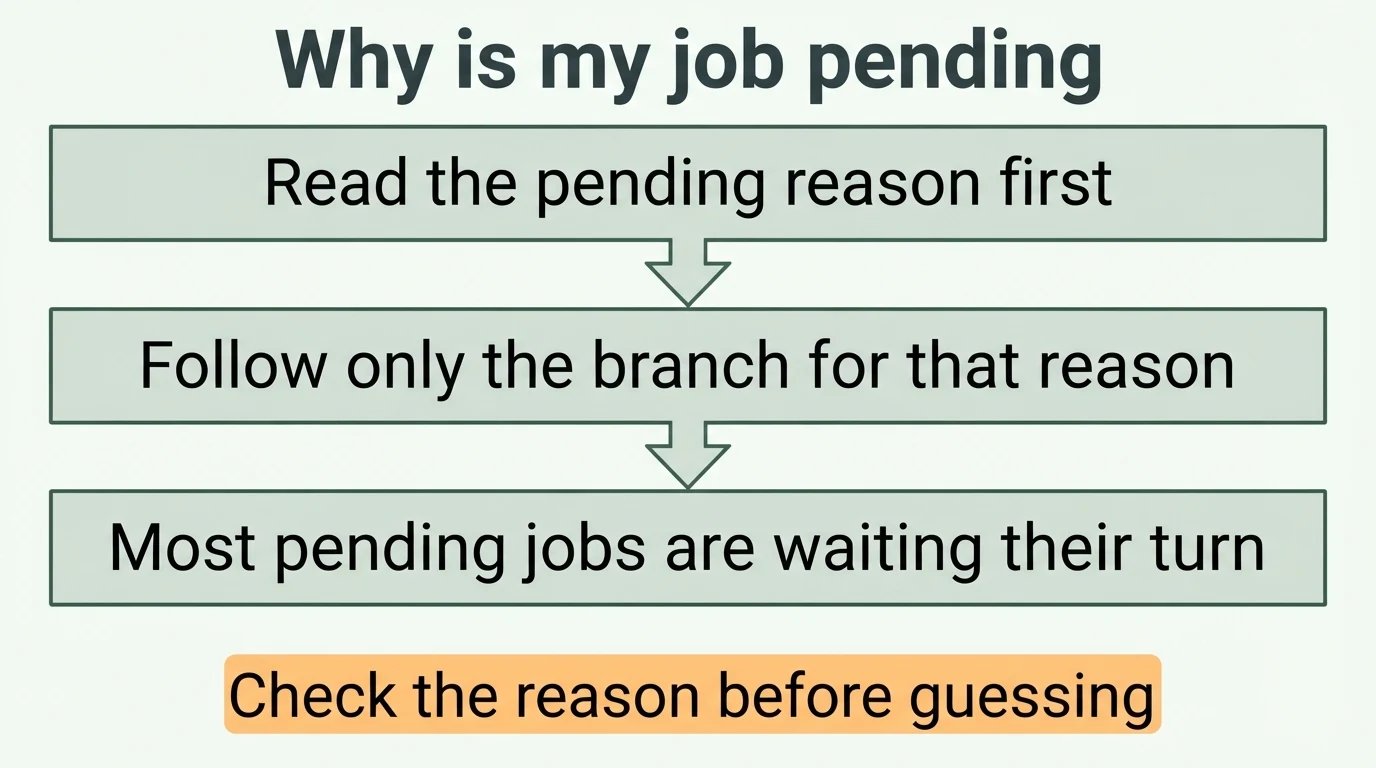 Why is my job pending
Read the pending reason first
Follow only the branch for that reason
Most pending jobs are waiting their turn
Check the reason before guessing